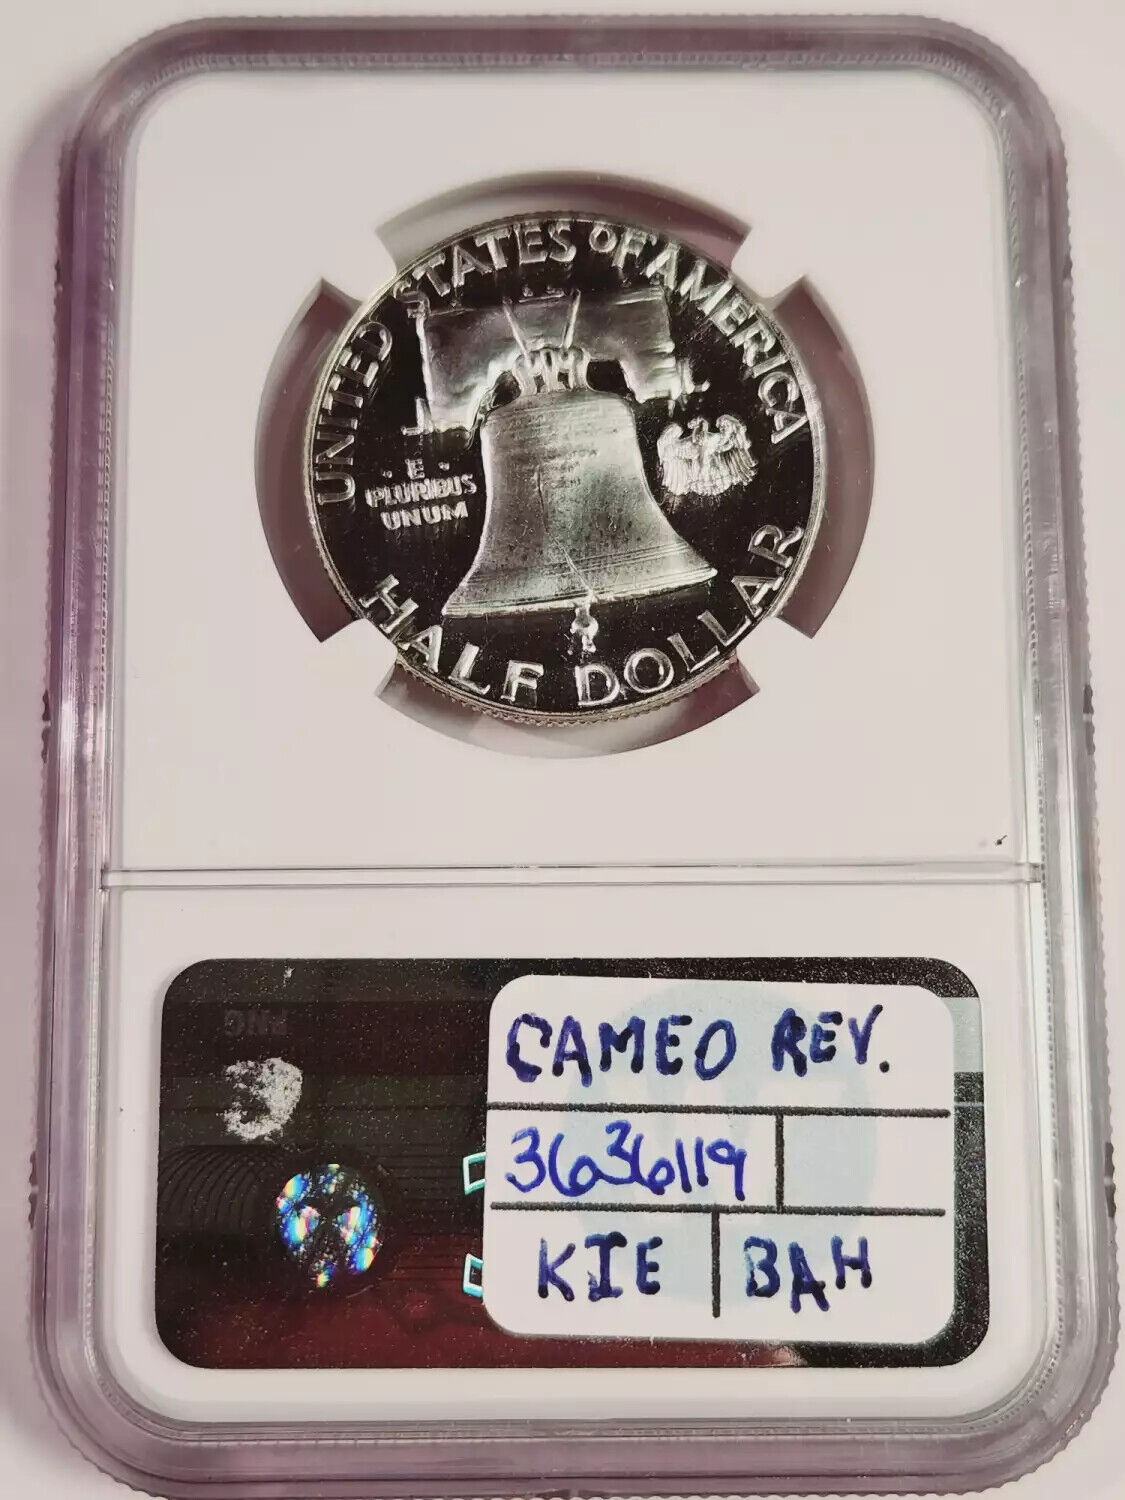 UNITED STATES OF AMERICA
· E ·
PLURIBUS
UNUM
HALF DOLLAR
CAMEO REV.
3636119
KIE BAH